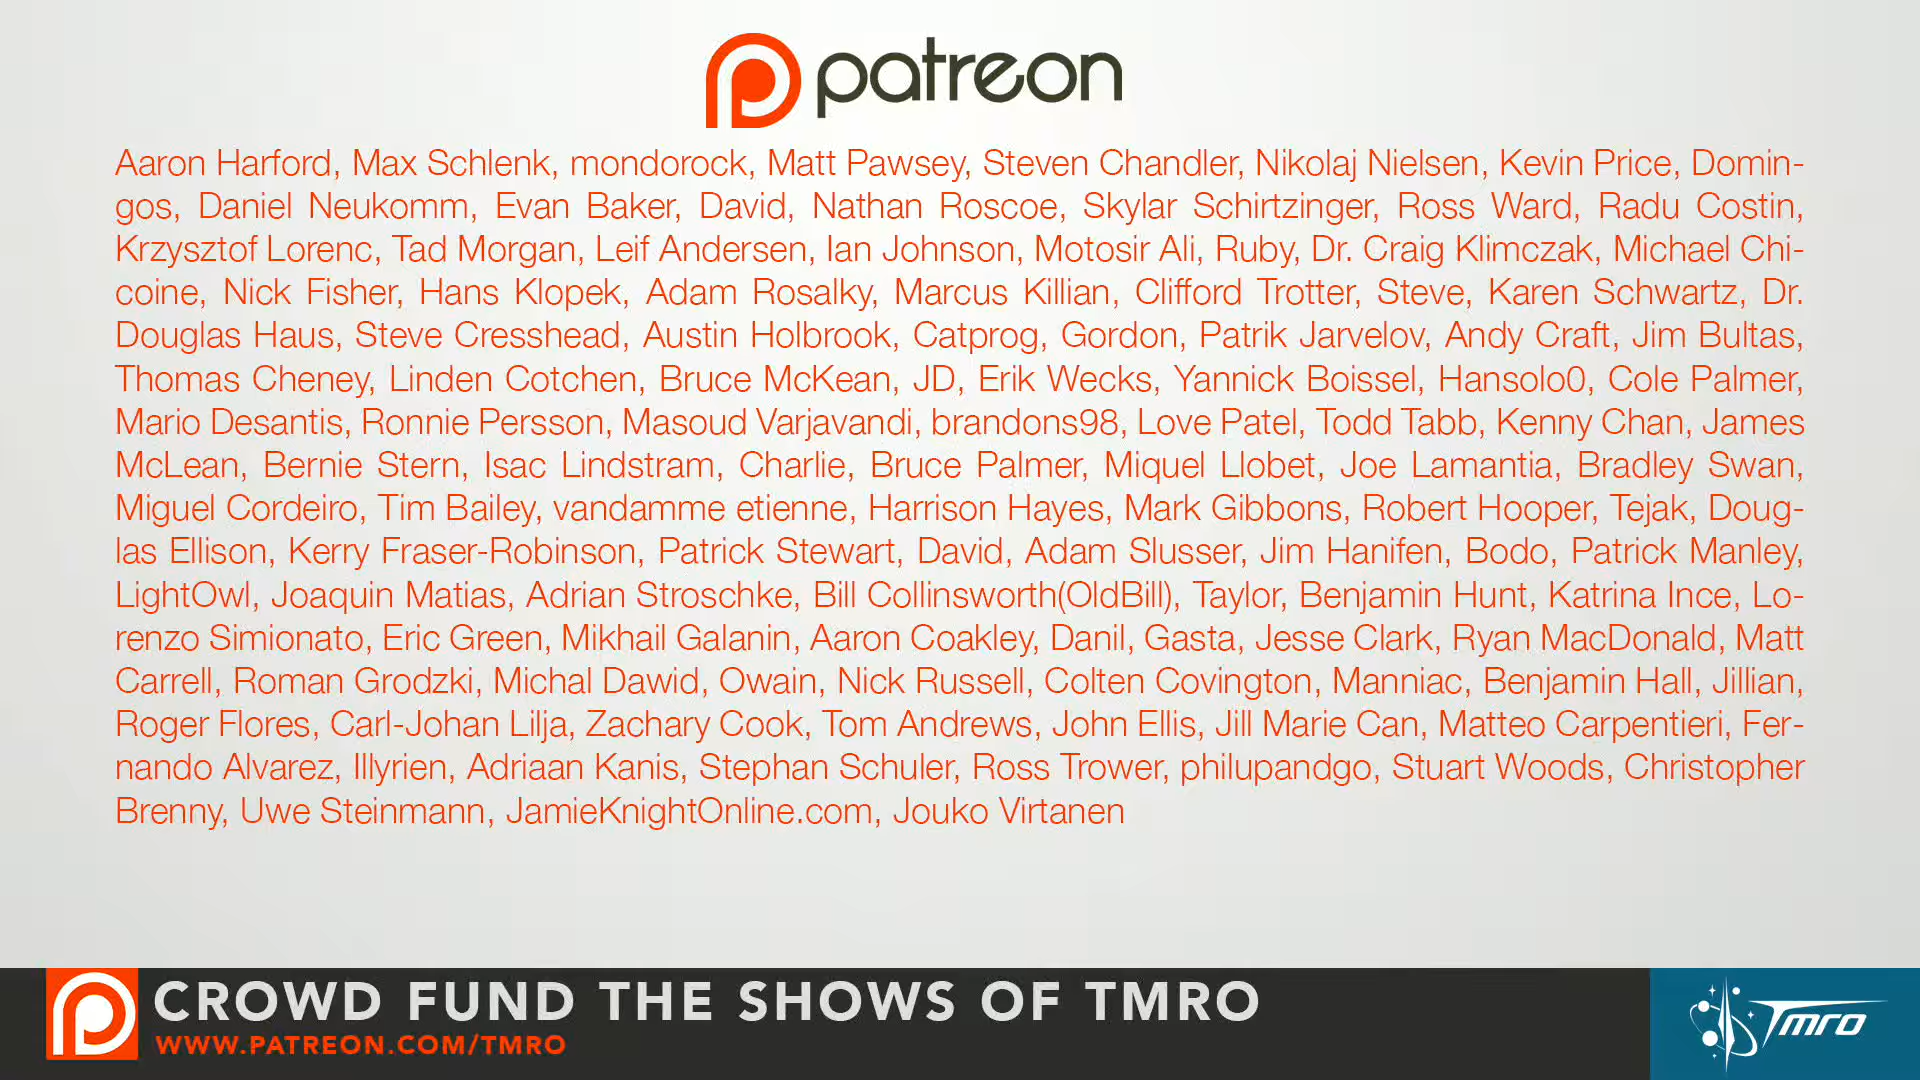 patreon
Aaron Harford, Max Schlenk, mondorock, Matt Pawsey, Steven Chandler, Nikolaj Nielsen, Kevin Price, Domin-
gos, Daniel Neukomm, Evan Baker, David, Nathan Roscoe, Skylar Schirtzinger, Ross Ward, Radu Costin,
Krzysztof Lorenc, Tad Morgan, Leif Andersen, Ian Johnson, Motosir Ali, Ruby, Dr. Craig Klimczak, Michael Chi-
coine, Nick Fisher, Hans Klopek, Adam Rosalky, Marcus Killian, Clifford Trotter, Steve, Karen Schwartz, Dr.
Douglas Haus, Steve Cresshead, Austin Holbrook, Catprog, Gordon, Patrik Jarvelov, Andy Craft, Jim Bultas,
Thomas Cheney, Linden Cotchen, Bruce McKean, JD, Erik Wecks, Yannick Boissel, Hansolo0, Cole Palmer,
Mario Desantis, Ronnie Persson, Masoud Varjavandi, brandons98, Love Patel, Todd Tabb, Kenny Chan, James
McLean, Bernie Stern, Isac Lindstram, Charlie, Bruce Palmer, Miquel Llobet, Joe Lamantia, Bradley Swan,
Miguel Cordeiro, Tim Bailey, vandamme etienne, Harrison Hayes, Mark Gibbons, Robert Hooper, Tejak, Doug-
las Ellison, Kerry Fraser-Robinson, Patrick Stewart, David, Adam Slusser, Jim Hanifen, Bodo, Patrick Manley,
LightOwl, Joaquin Matias, Adrian Stroschke, Bill Collinsworth(OldBill), Taylor, Benjamin Hunt, Katrina Ince, Lo-
renzo Simionato, Eric Green, Mikhail Galanin, Aaron Coakley, Danil, Gasta, Jesse Clark, Ryan MacDonald, Matt
Carrell, Roman Grodzki, Michal Dawid, Owain, Nick Russell, Colten Covington, Manniac, Benjamin Hall, Jillian,
Roger Flores, Carl-Johan Lilja, Zachary Cook, Tom Andrews, John Ellis, Jill Marie Can, Matteo Carpentieri, Fer-
nando Alvarez, Illyrien, Adriaan Kanis, Stephan Schuler, Ross Trower, philupandgo, Stuart Woods, Christopher
Brenny, Uwe Steinmann, JamieKnightOnline.com, Jouko Virtanen
CROWD FUND THE SHOWS OF TMRO
WWW.PATREON.COM/TMRO
Tmro